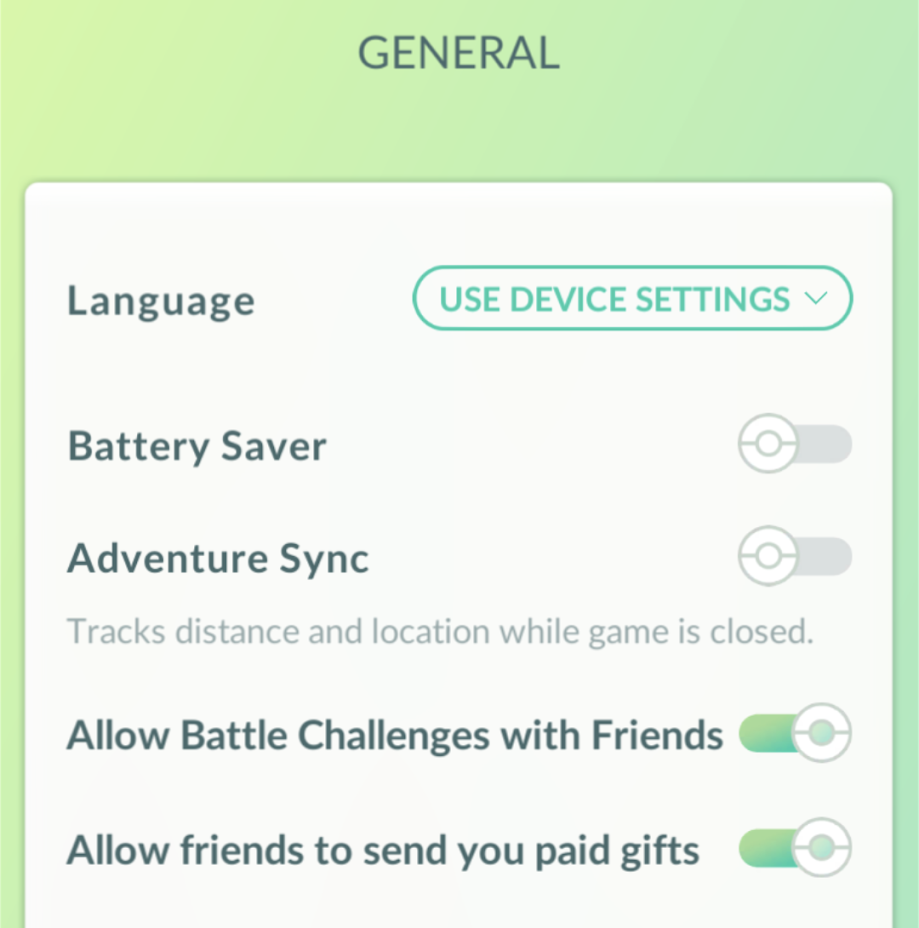 GENERAL
Language
USE DEVICE SETTINGS
Battery Saver
Adventure Sync
Tracks distance and location while game is closed.
Allow Battle Challenges with Friends
Allow friends to send you paid gifts